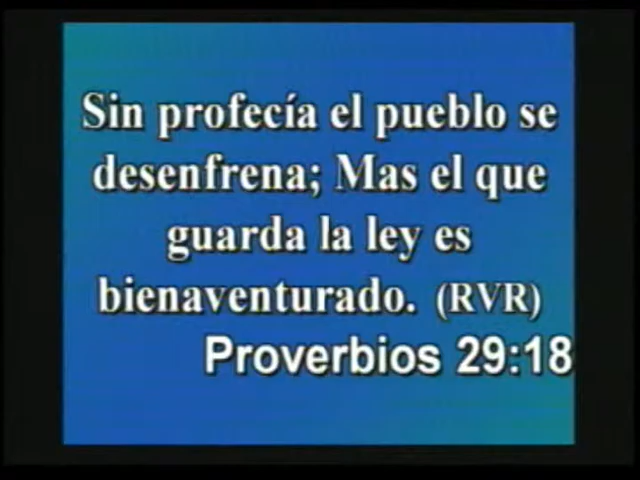 Sin profecía el pueblo se
desenfrena; Mas el que
guarda la ley es
bienaventurado. (RVR)
Proverbios 29:18